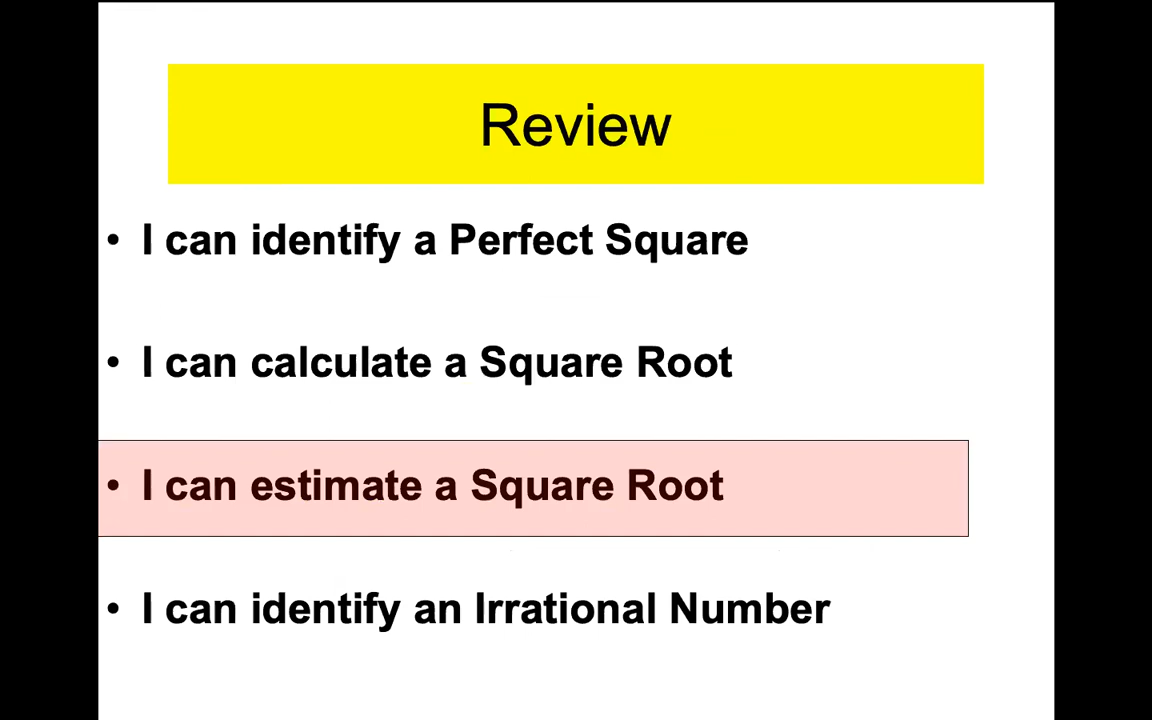 Review
• I can identify a Perfect Square
• I can calculate a Square Root
• I can estimate a Square Root
• I can identify an Irrational Number